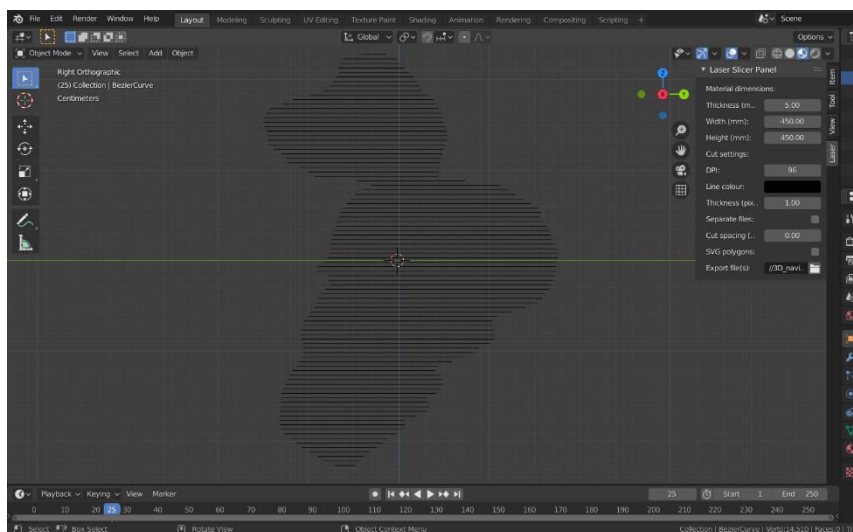 File Edit Render Window Help Layout Modeling Sculpting UV Editing Texture Paint Shading Animation Rendering Compositing Scripting + Scene
Global Options
Object Mode View Select Add Object
Right Orthographic
(25) Collection | BezierCurve
Centimeters
Z
X
Y
Laser Slicer Panel
Material dimensions:
Thickness (m.. 5.00
Width (mm): 450.00
Height (mm): 450.00
Cut settings:
DPI: 96
Line colour:
Thickness (pix.. 1.00
Separate files:
Cut spacing (.. 0.00
SVG polygons:
Export file(s): //3D_navi..
Item
Tool
View
Laser
Playback Keying View Marker 25 Start 1 End 250
0 10 20 25 30 40 50 60 70 80 90 100 110 120 130 140 150 160 170 180 190 200 210 220 230 240 250
Select Box Select Rotate View Object Context Menu Collection | BezierCurve | Verts:14,510 | Faces:0 |